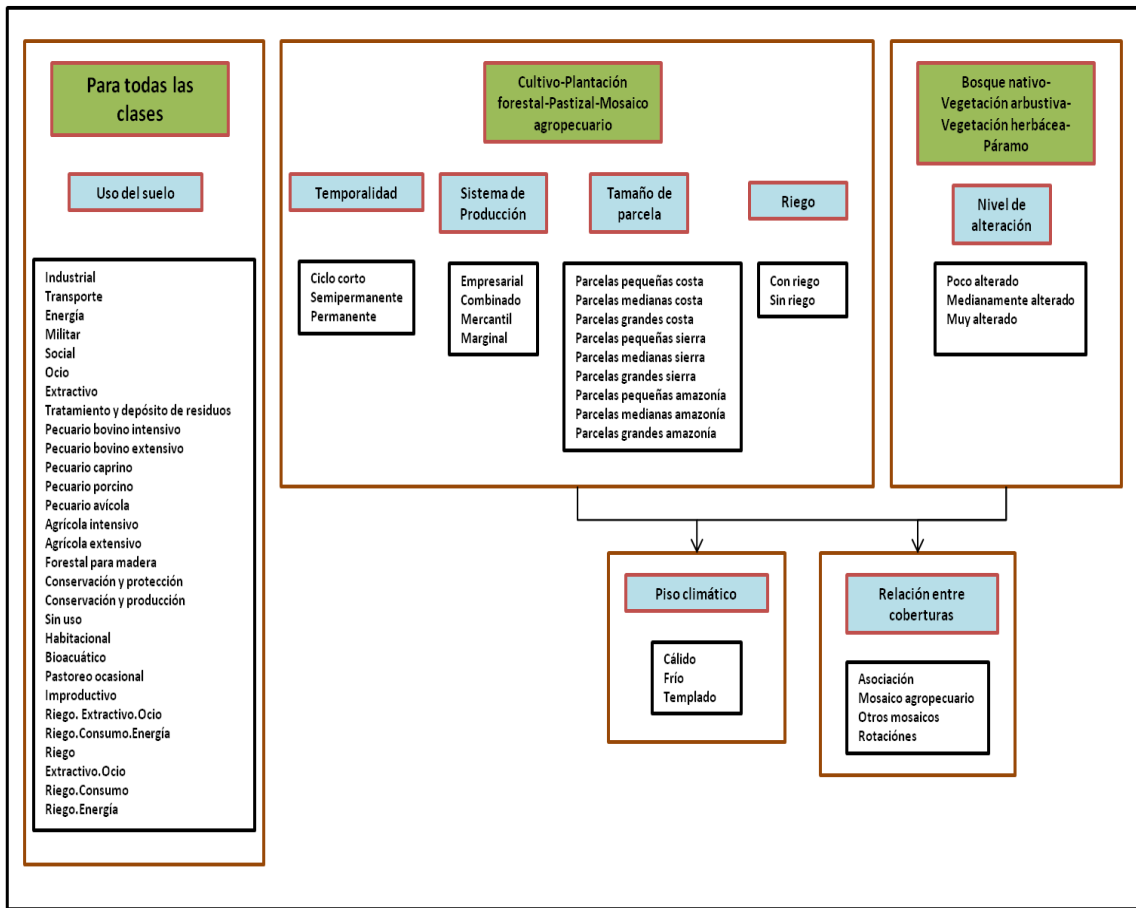 Para todas las
clases
Uso del suelo
Industrial
Transporte
Energía
Militar
Social
Ocio
Extractivo
Tratamiento y depósito de residuos
Pecuario bovino intensivo
Pecuario bovino extensivo
Pecuario caprino
Pecuario porcino
Pecuario avícola
Agrícola intensivo
Agrícola extensivo
Forestal para madera
Conservación y protección
Conservación y producción
Sin uso
Habitacional
Bioacuático
Pastoreo ocasional
Improductivo
Riego. Extractivo.Ocio
Riego.Consumo.Energía
Riego
Extractivo.Ocio
Riego.Consumo
Riego.Energía
Cultivo-Plantación
forestal-Pastizal-Mosaico
agropecuario
Temporalidad
Ciclo corto
Semipermanente
Permanente
Sistema de
Producción
Empresarial
Combinado
Mercantil
Marginal
Tamaño de
parcela
Parcelas pequeñas costa
Parcelas medianas costa
Parcelas grandes costa
Parcelas pequeñas sierra
Parcelas medianas sierra
Parcelas grandes sierra
Parcelas pequeñas amazonía
Parcelas medianas amazonía
Parcelas grandes amazonía
Riego
Con riego
Sin riego
Bosque nativo-
Vegetación arbustiva-
Vegetación herbácea-
Páramo
Nivel de
alteración
Poco alterado
Medianamente alterado
Muy alterado
Piso climático
Cálido
Frío
Templado
Relación entre
coberturas
Asociación
Mosaico agropecuario
Otros mosaicos
Rotaciónes